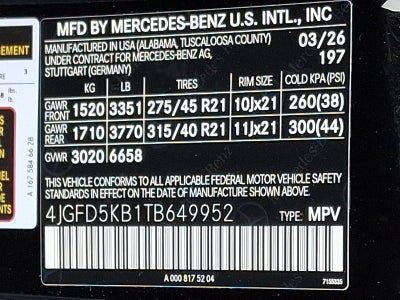 MFD BY MERCEDES-BENZ U.S. INTL., INC
MANUFACTURED IN USA (ALABAMA, TUSCALOOSA COUNTY) 03/26
UNDER CONTRACT FOR MERCEDES-BENZ AG, 197
STUTTGART (GERMANY)
KG LB TIRES RIM SIZE COLD KPA(PSI)
GAWR FRONT 1520 3351 275/45 R21 10Jx21 260(38)
GAWR REAR 1710 3770 315/40 R21 11Jx21 300(44)
GVWR 3020 6658
THIS VEHICLE CONFORMS TO ALL APPLICABLE FEDERAL MOTOR VEHICLE SAFETY
STANDARDS IN EFFECT ON THE DATE OF MANUFACTURE SHOWN ABOVE.
4JGFD5KB1TB649952 TYPE: MPV
A 000 817 52 04
A 167 584 66 28